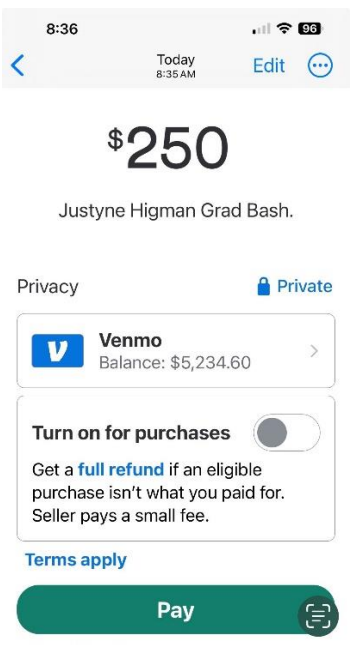 8:36
96
Today
8:35 AM
Edit
$250
Justyne Higman Grad Bash.
Privacy
Private
V
Venmo
Balance: $5,234.60
Turn on for purchases
Get a full refund if an eligible
purchase isn't what you paid for.
Seller pays a small fee.
Terms apply
Pay